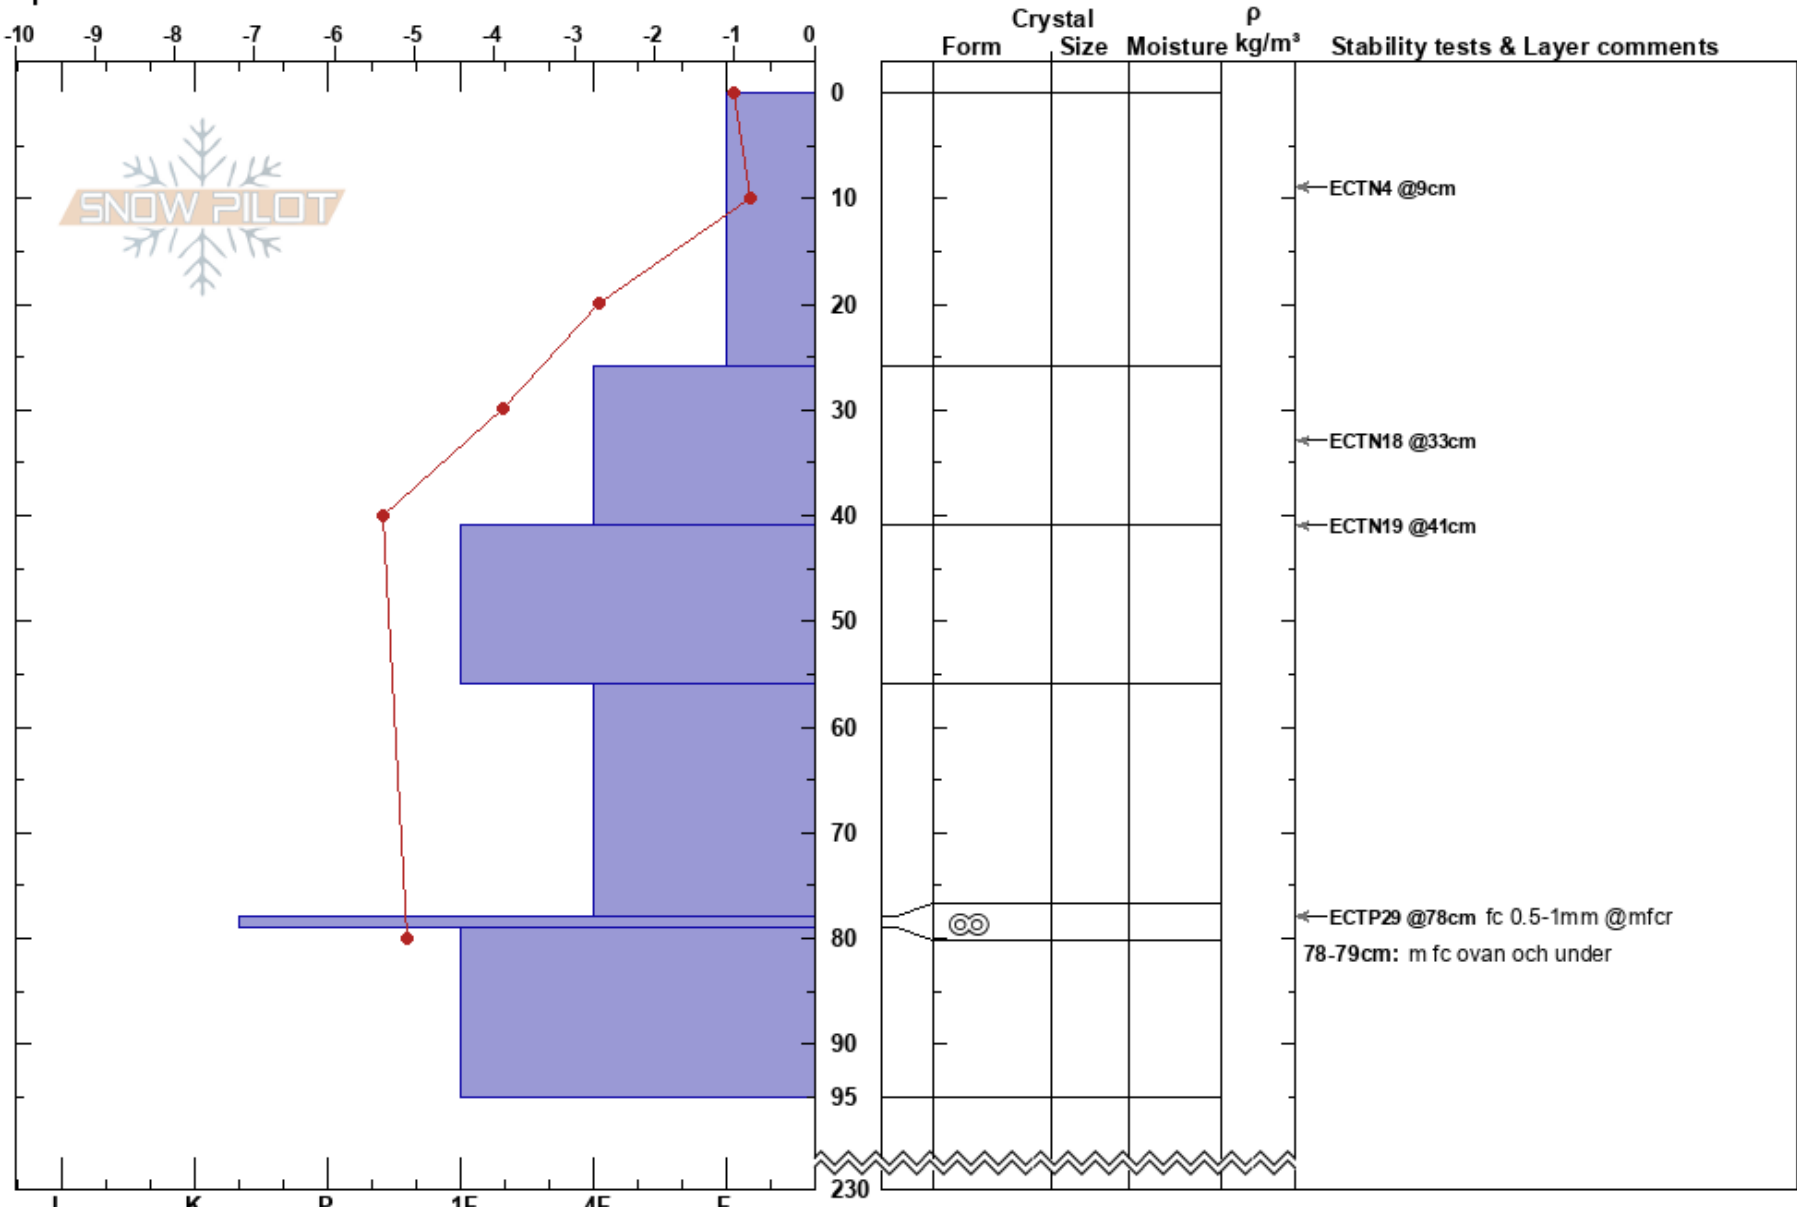 Crystal ρ
-10 -9 -8 -7 -6 -5 -4 -3 -2 -1 0
Form Size Moisture kg/m³ Stability tests & Layer comments
0
SNOW PILOT
ECTN4 @9cm
10
20
30
ECTN18 @33cm
40
ECTN19 @41cm
50
60
70
ECTP29 @78cm fc 0.5-1mm @mfcr
80
78-79cm: m fc ovan och under
90
95
230
I K P 1F 4F F